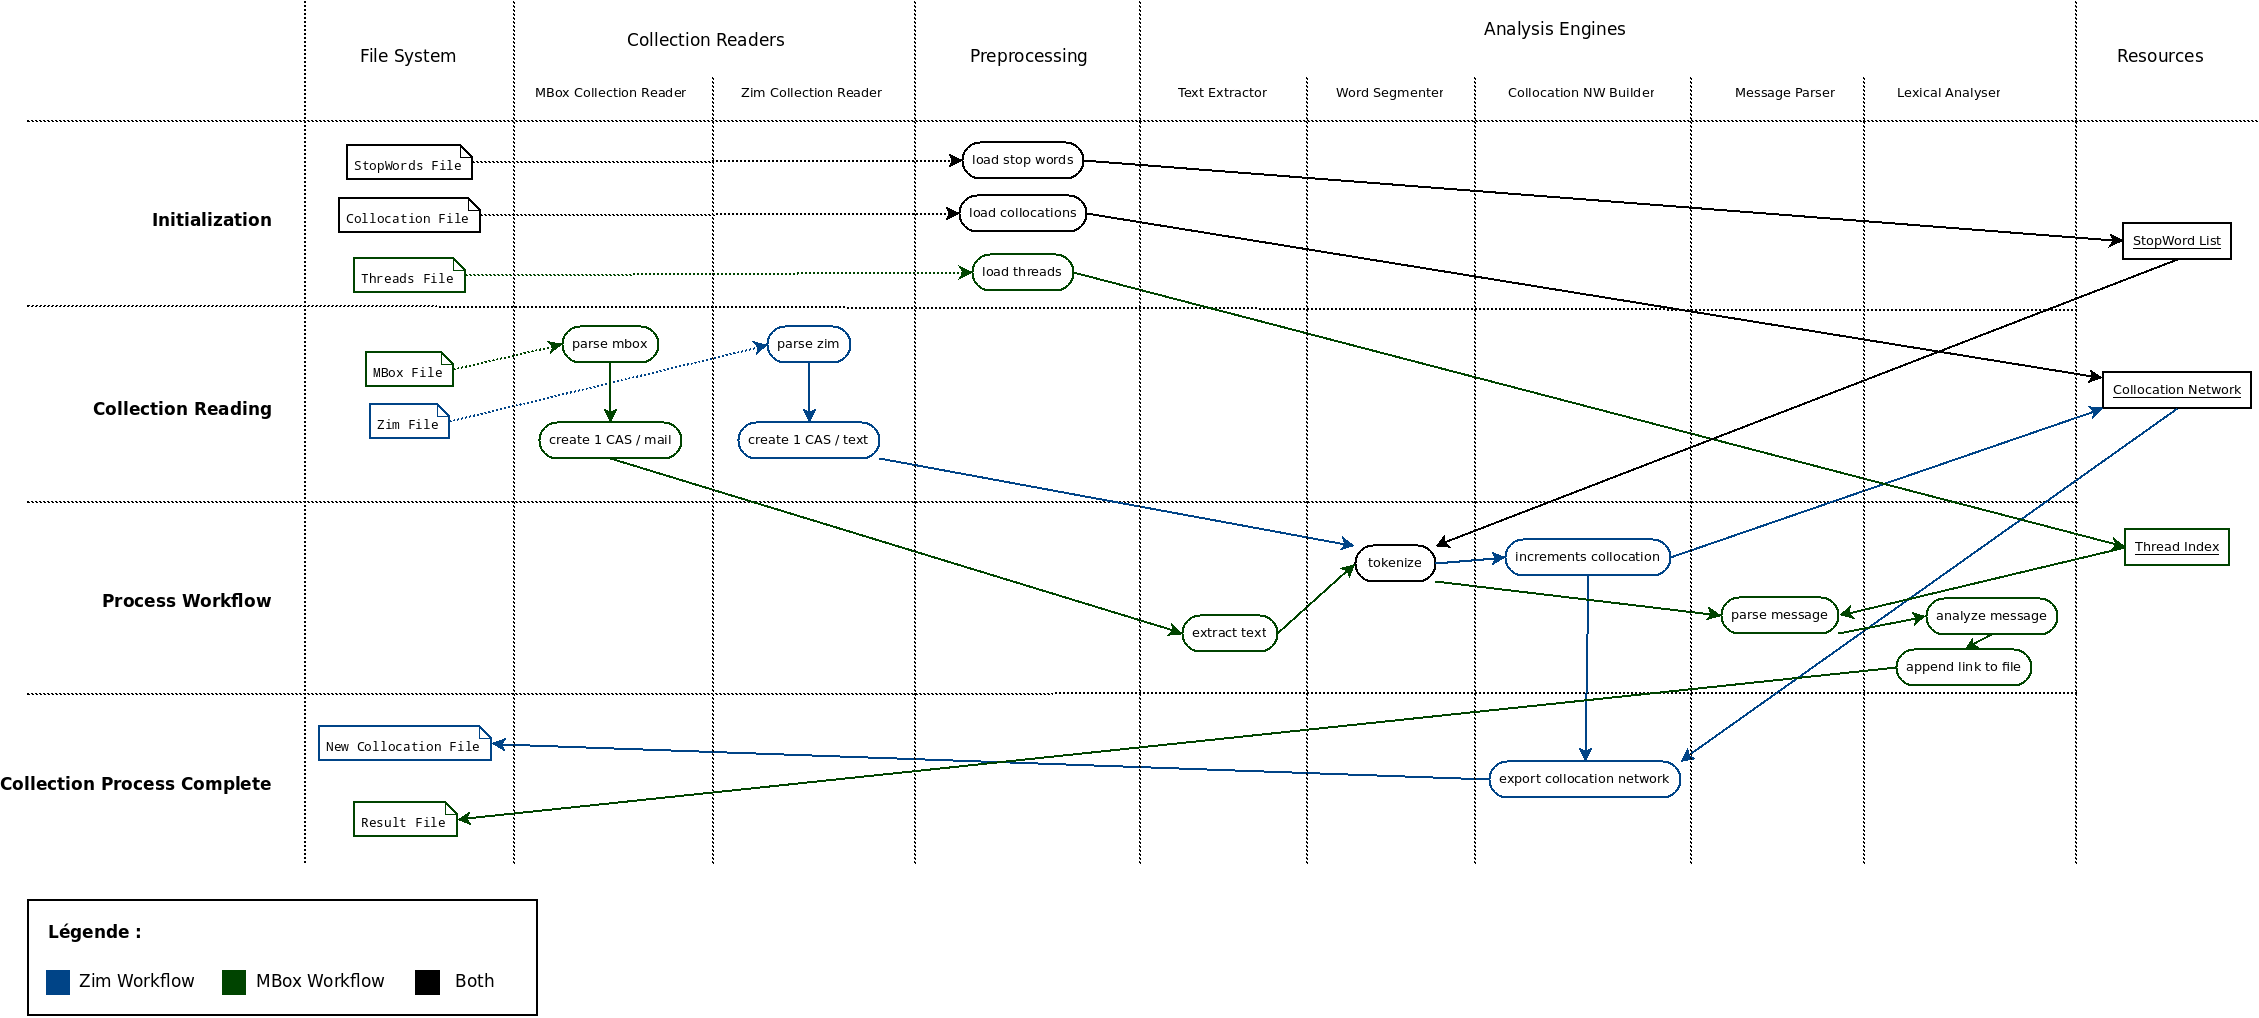 File System
Collection Readers
Preprocessing
Analysis Engines
Resources
MBox Collection Reader
Zim Collection Reader
Text Extractor
Word Segmenter
Collocation NW Builder
Message Parser
Lexical Analyser
Initialization
StopWords File
load stop words
Collocation File
load collocations
StopWord List
Threads File
load threads
Collection Reading
MBox File
parse mbox
parse zim
Collocation Network
Zim File
create 1 CAS / mail
create 1 CAS / text
Process Workflow
tokenize
increments collocation
Thread Index
extract text
parse message
analyze message
append link to file
Collection Process Complete
New Collocation File
export collocation network
Result File
Légende :
Zim Workflow
MBox Workflow
Both